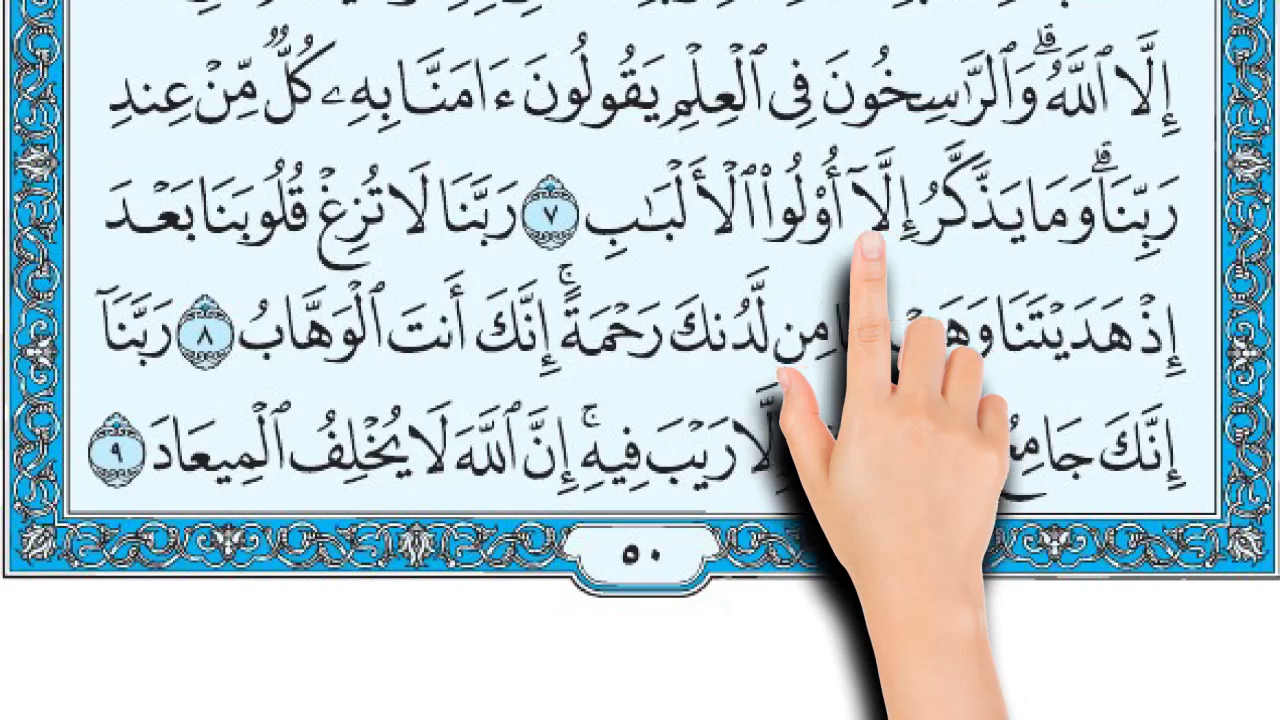 إِلَّا ٱللَّهُ ۗ وَٱلرَّٰسِخُونَ فِى ٱلْعِلْمِ يَقُولُونَ ءَامَنَّا بِهِۦ كُلٌّ مِّنْ عِندِ
رَبِّنَا ۗ وَمَا يَذَّكَّرُ إِلَّآ أُو۟لُوا۟ ٱلْأَلْبَـٰبِ ٧ رَبَّنَا لَا تُزِغْ قُلُوبَنَا بَعْدَ
إِذْ هَدَيْتَنَا مِن لَّدُنكَ رَحْمَةً ۚ إِنَّكَ أَنتَ ٱلْوَهَّابُ ٨ رَبَّنَآ
إِنَّكَ رَيْبَ فِيهِ ۚ إِنَّ ٱللَّهَ لَا يُخْلِفُ ٱلْمِيعَادَ ٩
٥٠